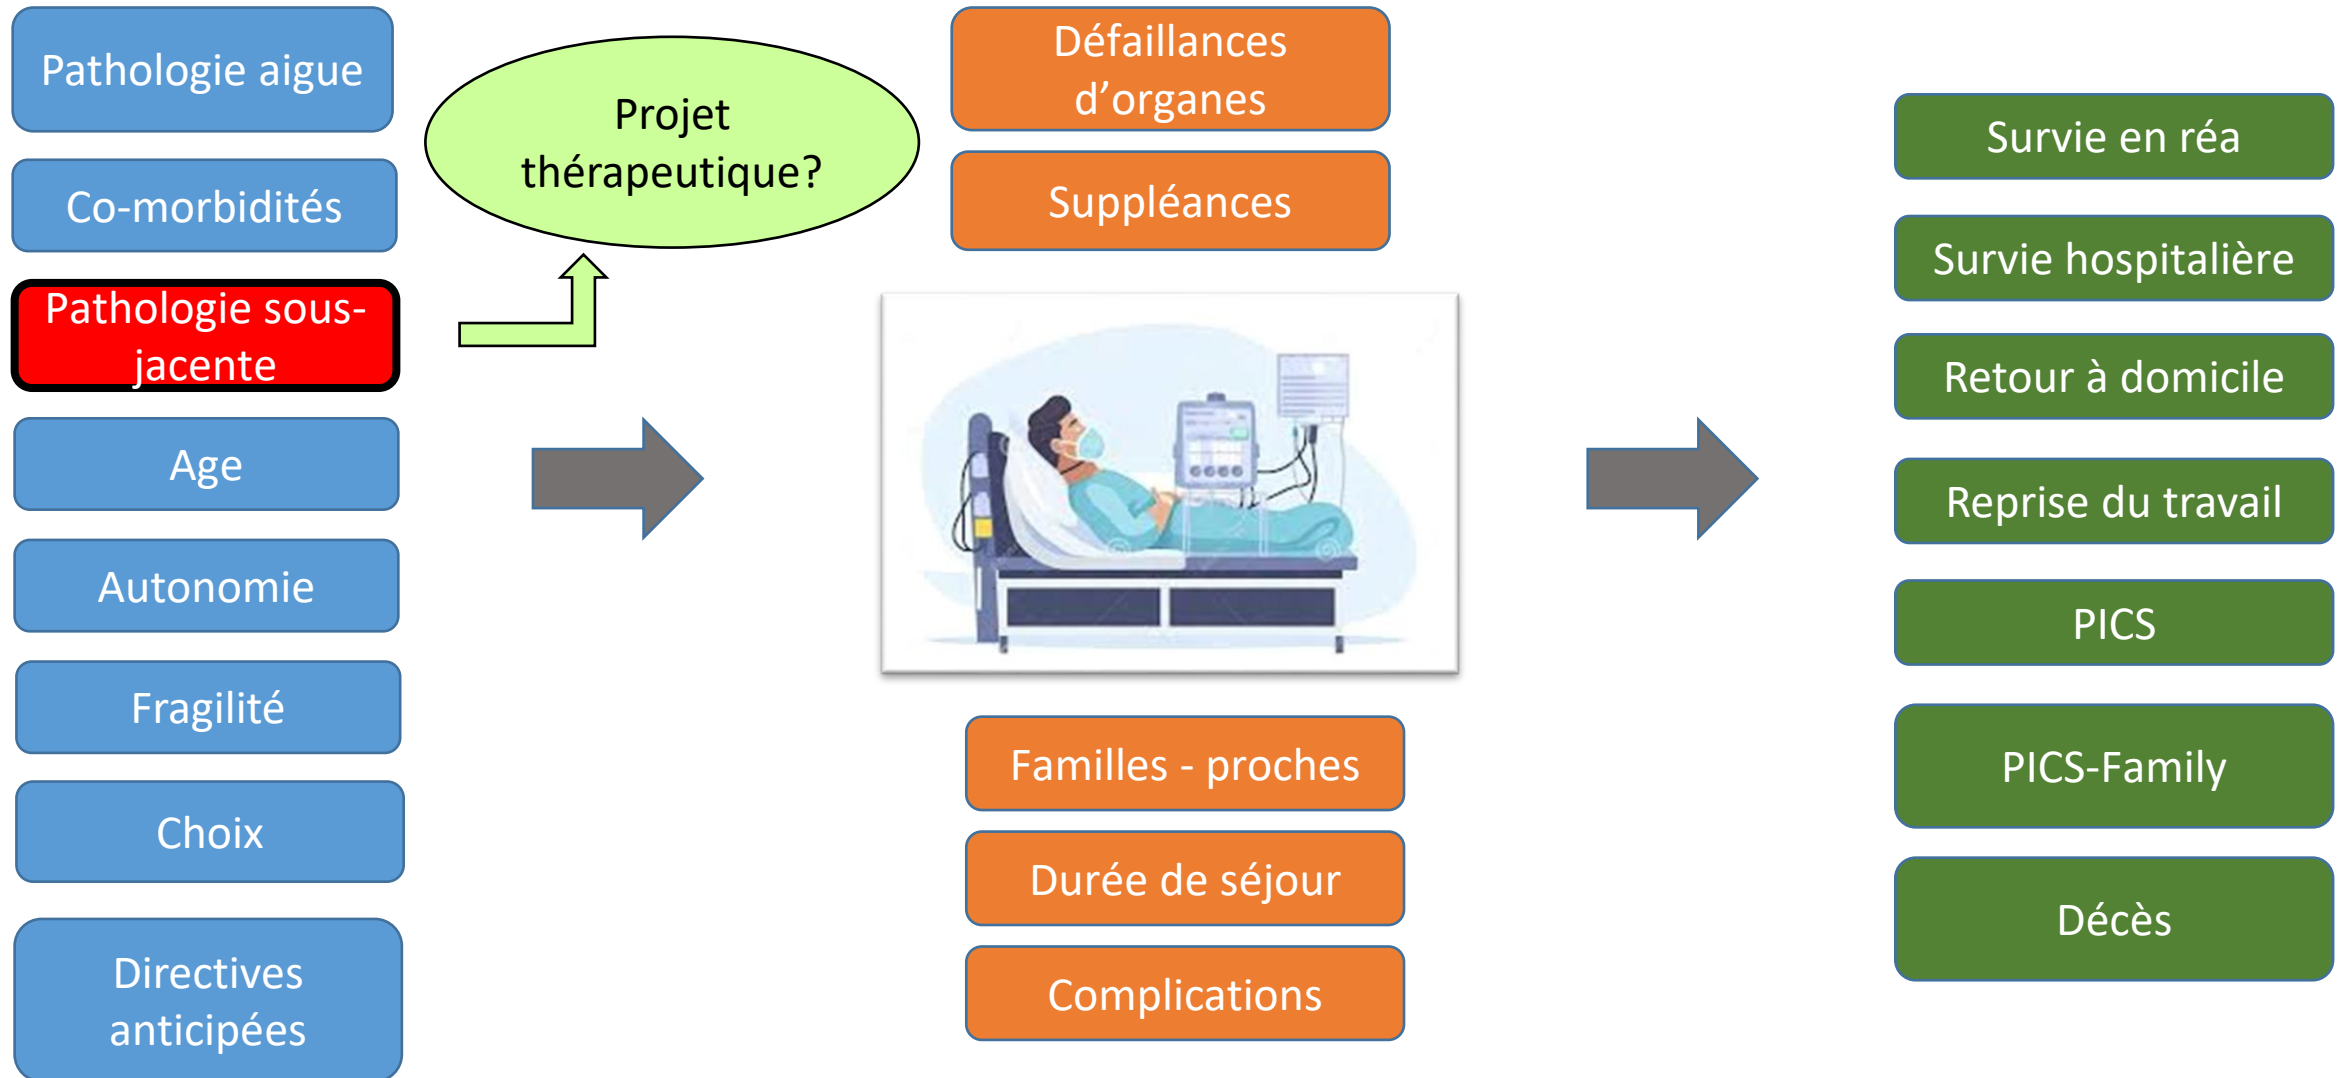 Pathologie aigue
Co-morbidités
Pathologie sous-
jacente
Age
Autonomie
Fragilité
Choix
Directives
anticipées
Projet
thérapeutique?
Défaillances
d’organes
Suppléances
Familles - proches
Durée de séjour
Complications
Survie en réa
Survie hospitalière
Retour à domicile
Reprise du travail
PICS
PICS-Family
Décès